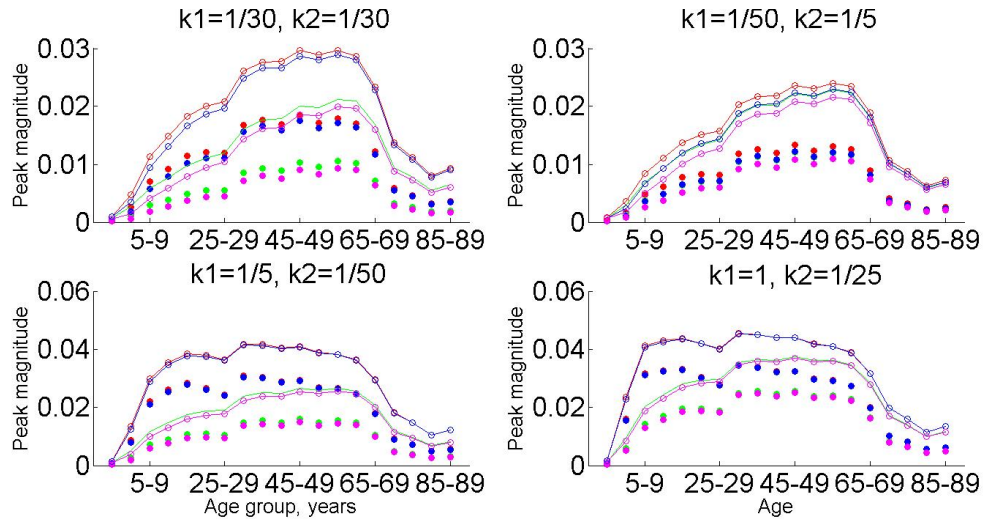 k1=1/30, k2=1/30
0.03
0.02
0.01
0
Peak magnitude
5-9 25-29 45-49 65-69 85-89
k1=1/50, k2=1/5
0.03
0.02
0.01
0
Peak magnitude
5-9 25-29 45-49 65-69 85-89
k1=1/5, k2=1/50
0.06
0.04
0.02
0
Peak magnitude
5-9 25-29 45-49 65-69 85-89
Age group, years
k1=1, k2=1/25
0.06
0.04
0.02
0
Peak magnitude
5-9 25-29 45-49 65-69 85-89
Age